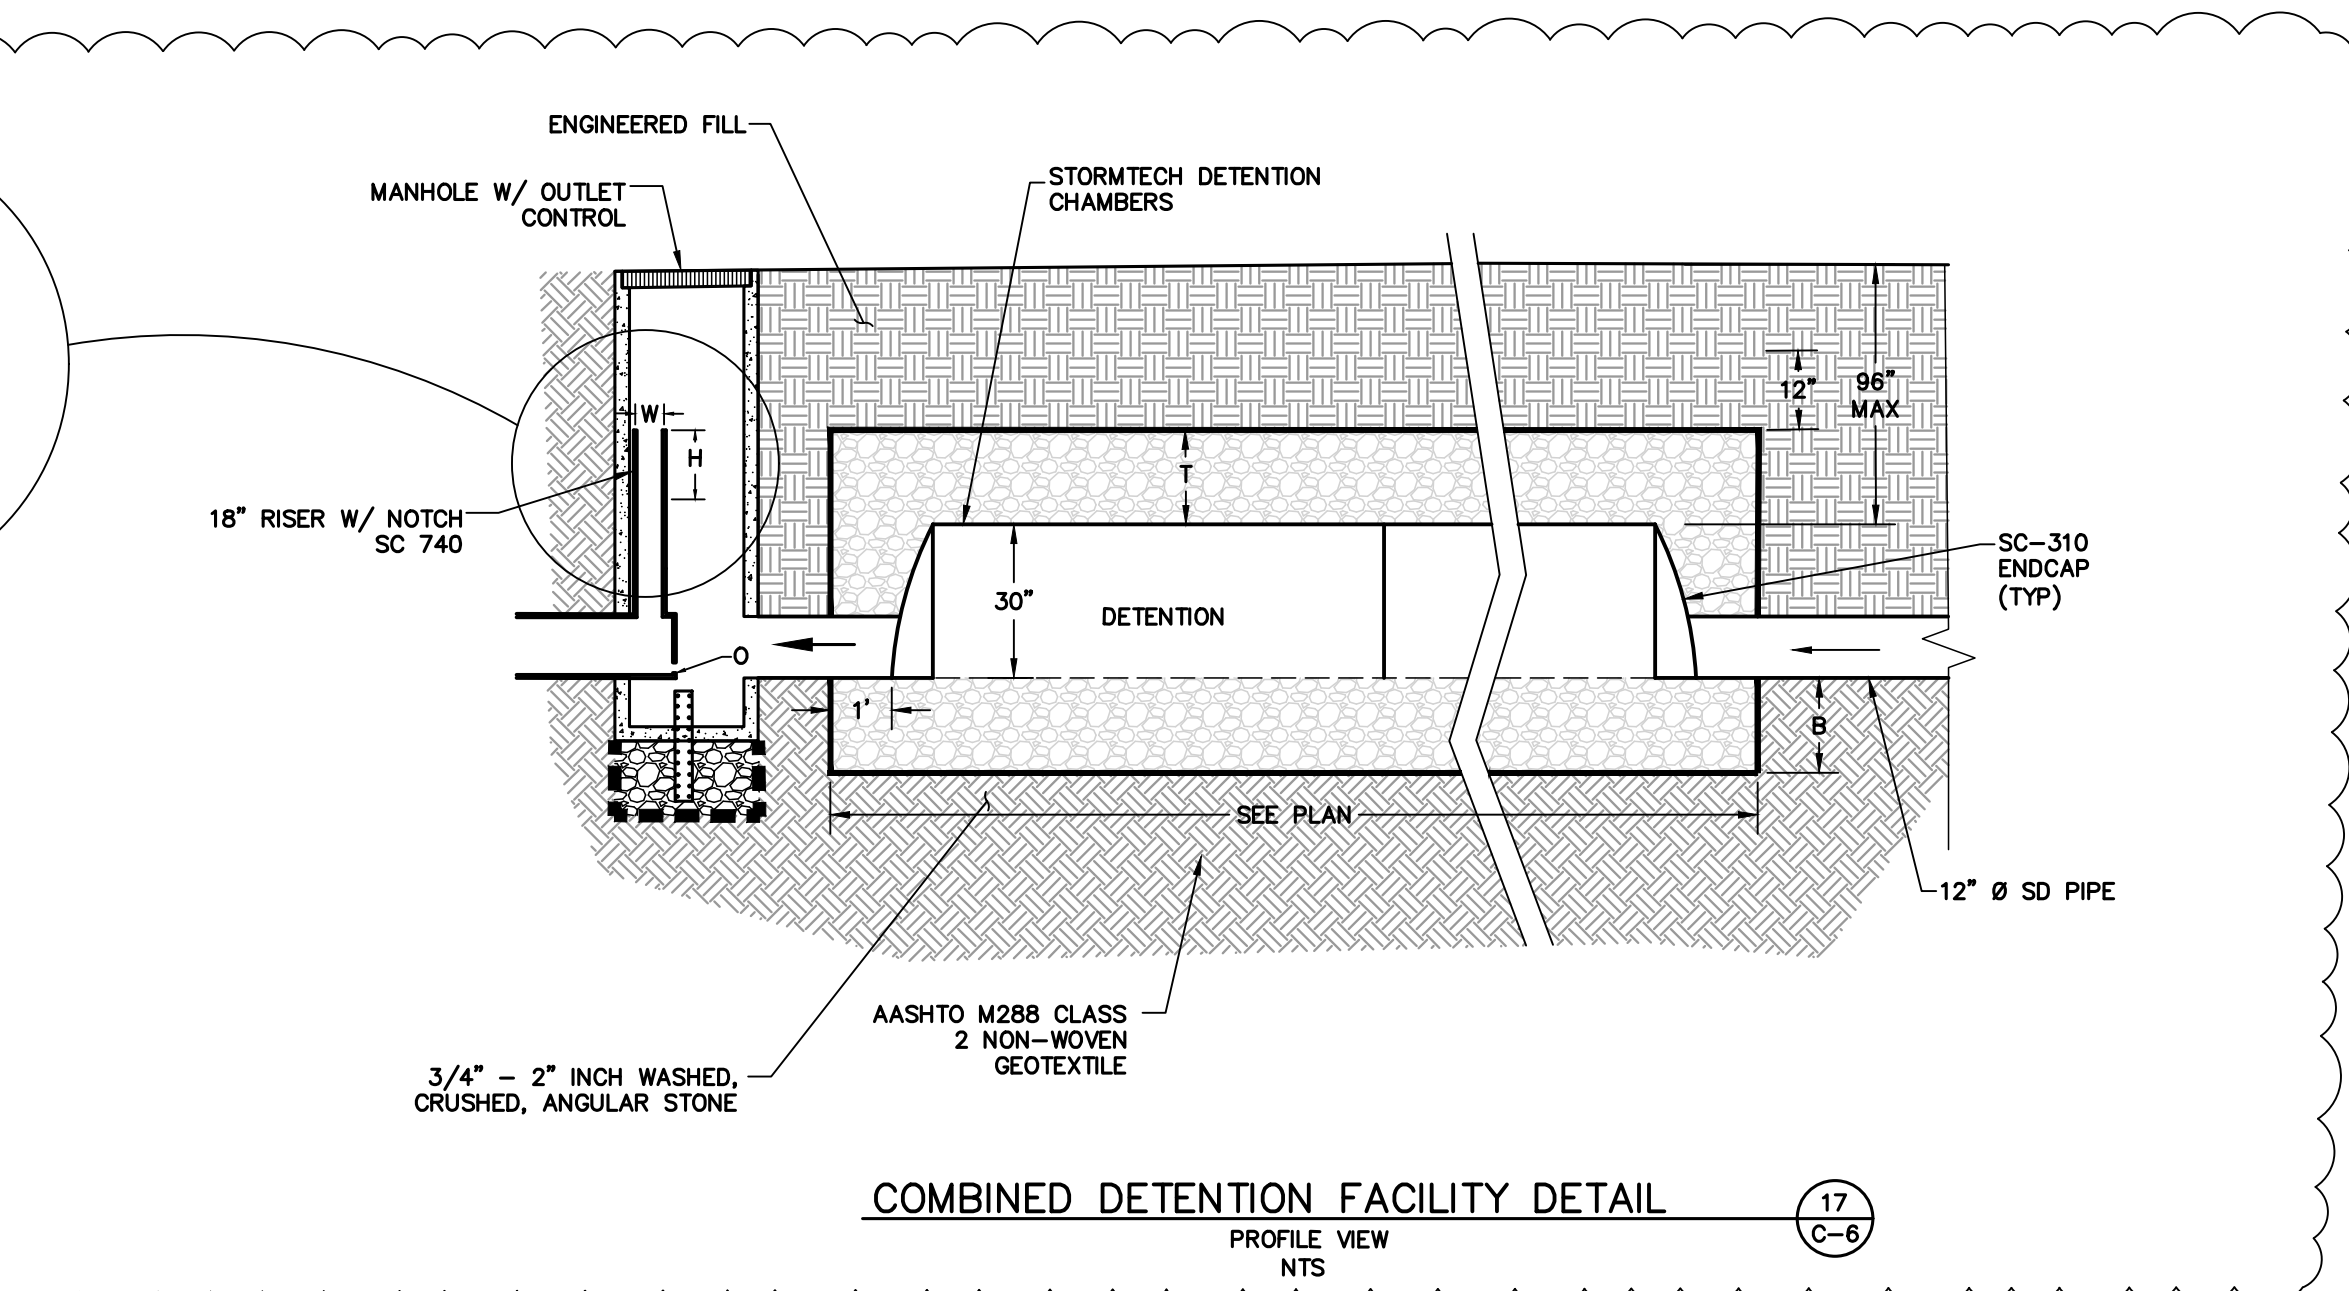 ENGINEERED FILL
MANHOLE W/ OUTLET
CONTROL
STORMTECH DETENTION
CHAMBERS
12”
96”
MAX
W
H
T
18” RISER W/ NOTCH
SC 740
SC-310
ENDCAP
(TYP)
30”
DETENTION
O
1’
B
SEE PLAN
12” Ø SD PIPE
AASHTO M288 CLASS
2 NON-WOVEN
GEOTEXTILE
3/4” - 2” INCH WASHED,
CRUSHED, ANGULAR STONE
COMBINED DETENTION FACILITY DETAIL
17
C-6
PROFILE VIEW
NTS